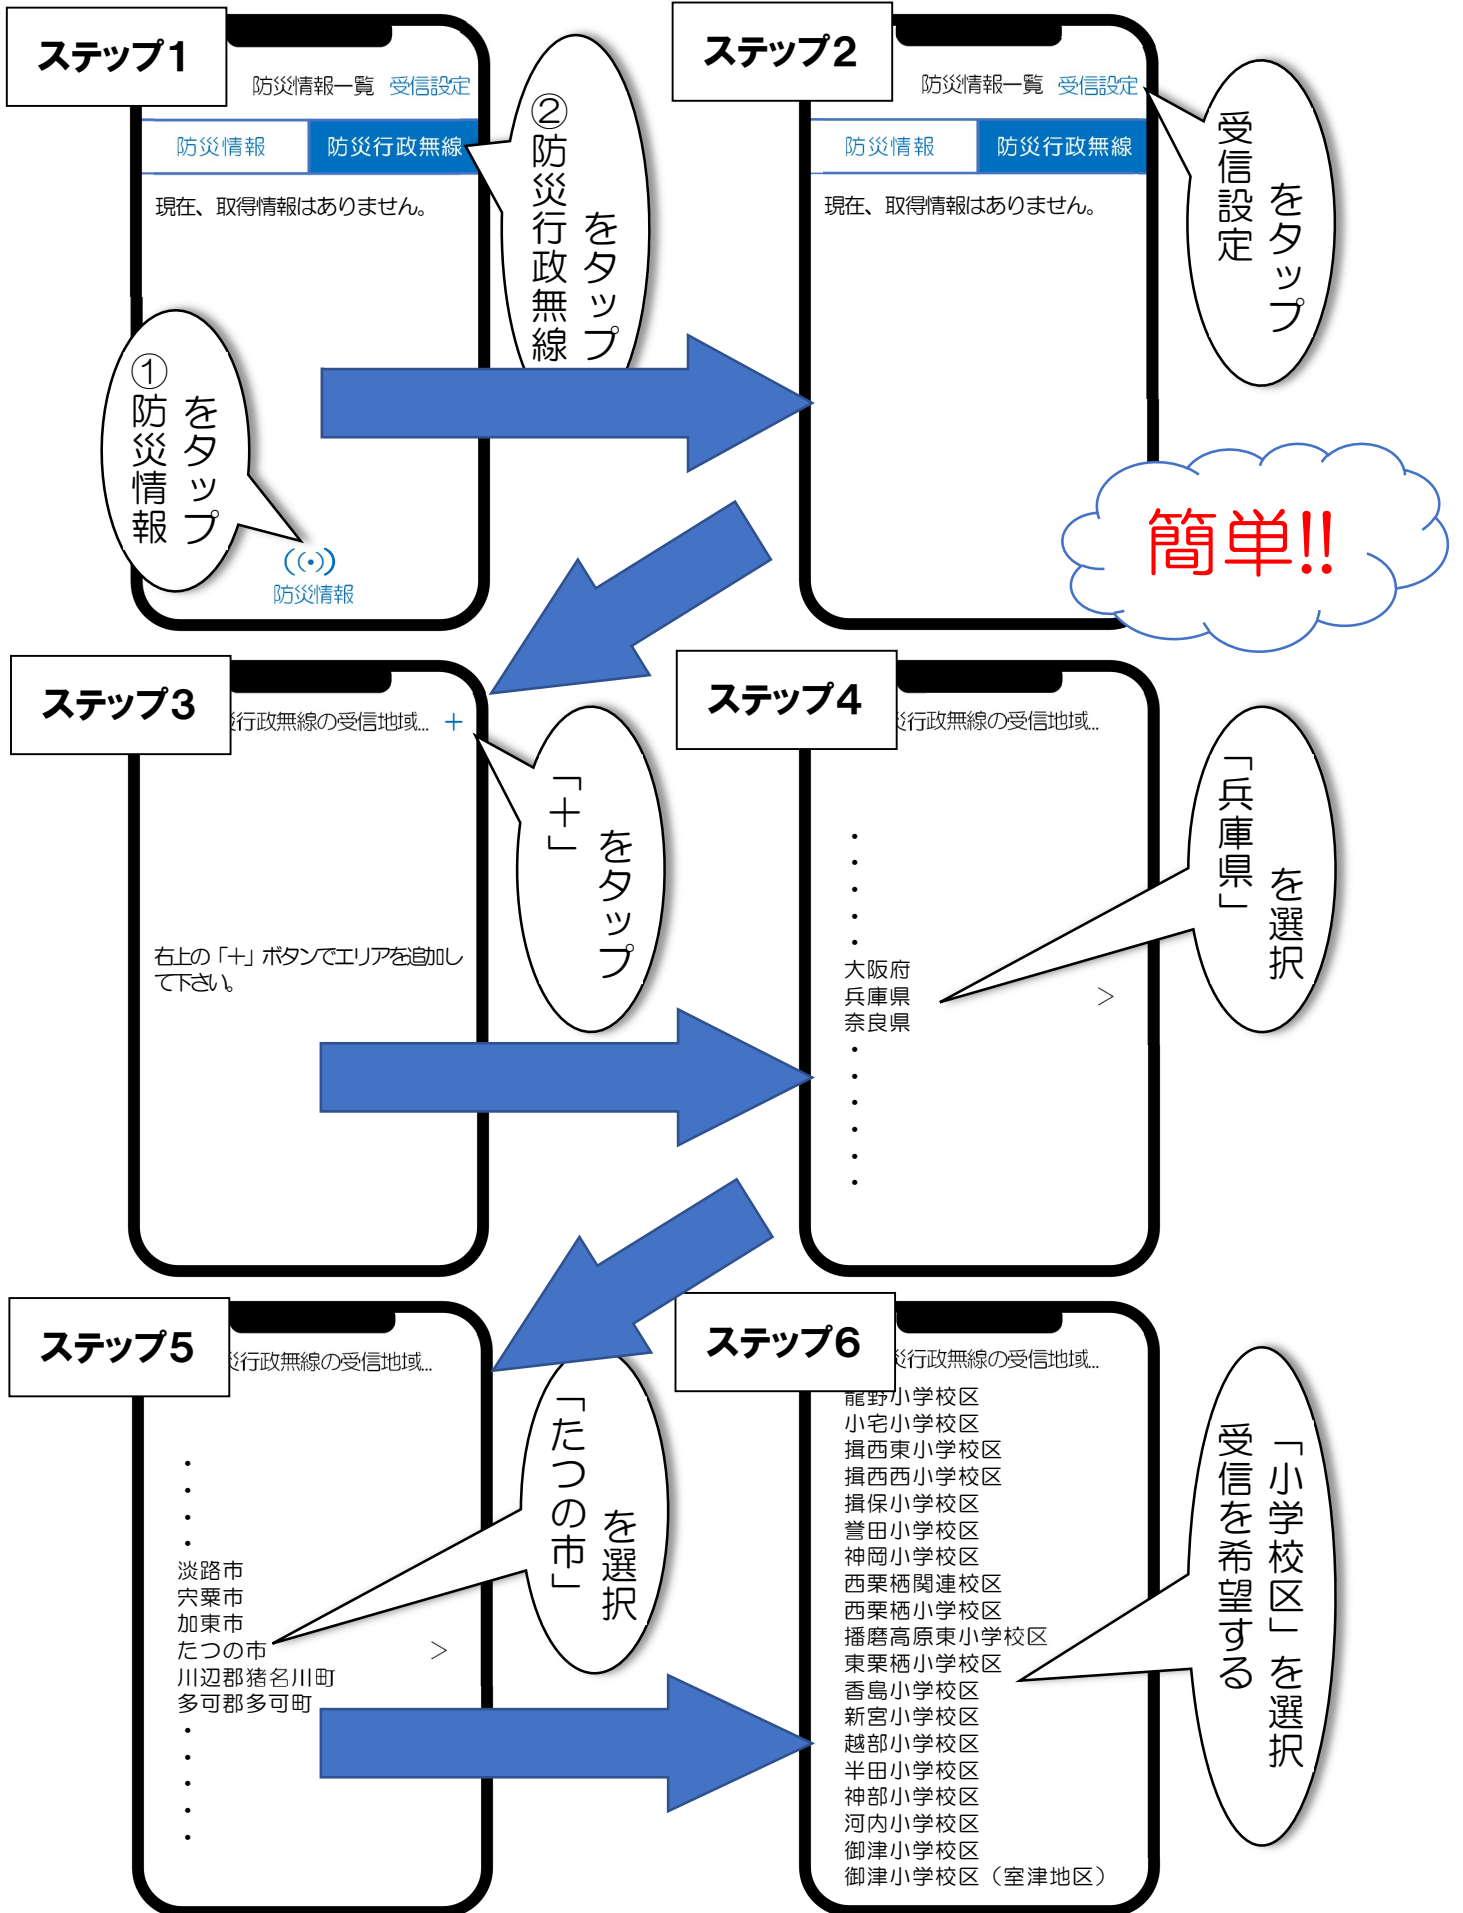 ステップ1
防災情報一覧 受信設定
防災情報 防災行政無線
現在、取得情報はありません。
②防災行政無線
をタップ
①防災情報
をタップ
防災情報
ステップ2
防災情報一覧 受信設定
防災情報 防災行政無線
現在、取得情報はありません。
受信設定
をタップ
簡単!!
ステップ3
災行政無線の受信地域... +
「+」
をタップ
右上の「+」ボタンでエリアを追加し
て下さい。
ステップ4
災行政無線の受信地域...
・
・
・
・
・
大阪府
兵庫県 >
奈良県
・
・
・
・
・
・
「兵庫県」
を選択
ステップ5
災行政無線の受信地域...
・
・
・
・
淡路市
宍粟市
加東市
たつの市 >
川辺郡猪名川町
多可郡多可町
・
・
・
・
・
「たつの市」
を選択
ステップ6
災行政無線の受信地域...
龍野小学校区
小宅小学校区
揖西東小学校区
揖西西小学校区
揖保小学校区
誉田小学校区
神岡小学校区
西栗栖関連校区
西栗栖小学校区
播磨高原東小学校区
東栗栖小学校区
香島小学校区
新宮小学校区
越部小学校区
半田小学校区
神部小学校区
河内小学校区
御津小学校区
御津小学校区（室津地区）
受信を希望する
「小学校区」を選択